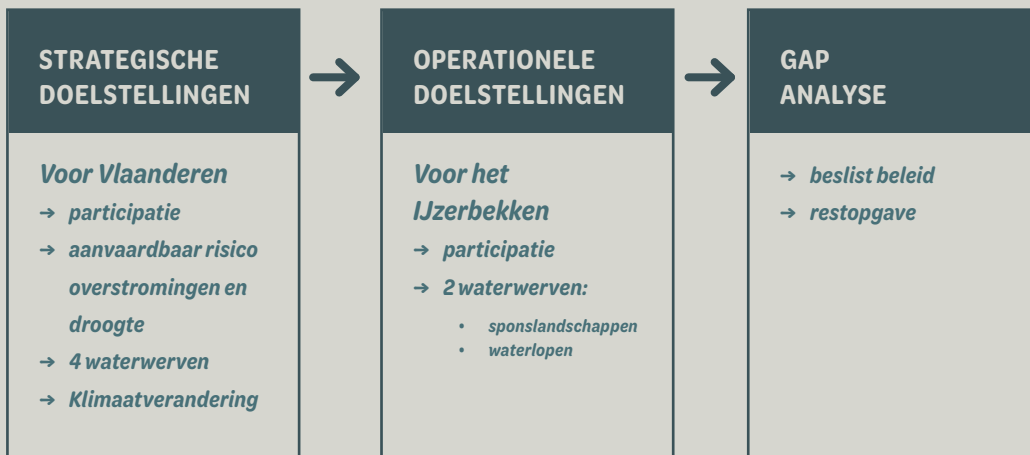 STRATEGISCHE
DOELSTELLINGEN
Voor Vlaanderen
→ participatie
→ aanvaardbaar risico
overstromingen en
droogte
→ 4 waterwerven
→ Klimaatverandering
OPERATIONELE
DOELSTELLINGEN
Voor het
IJzerbekken
→ participatie
→ 2 waterwerven:
• sponslandschappen
• waterlopen
GAP
ANALYSE
→ beslist beleid
→ restopgave